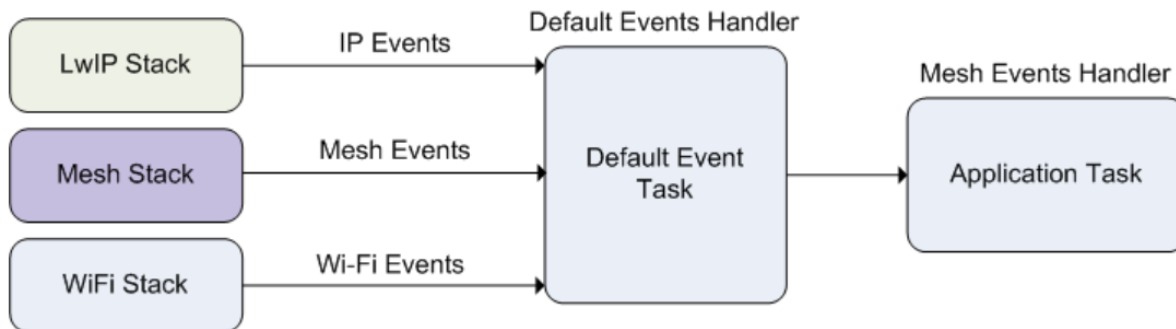 Default Events Handler
LwIP Stack
IP Events
Mesh Events Handler
Mesh Stack
Mesh Events
Default Event
Task
Application Task
WiFi Stack
Wi-Fi Events